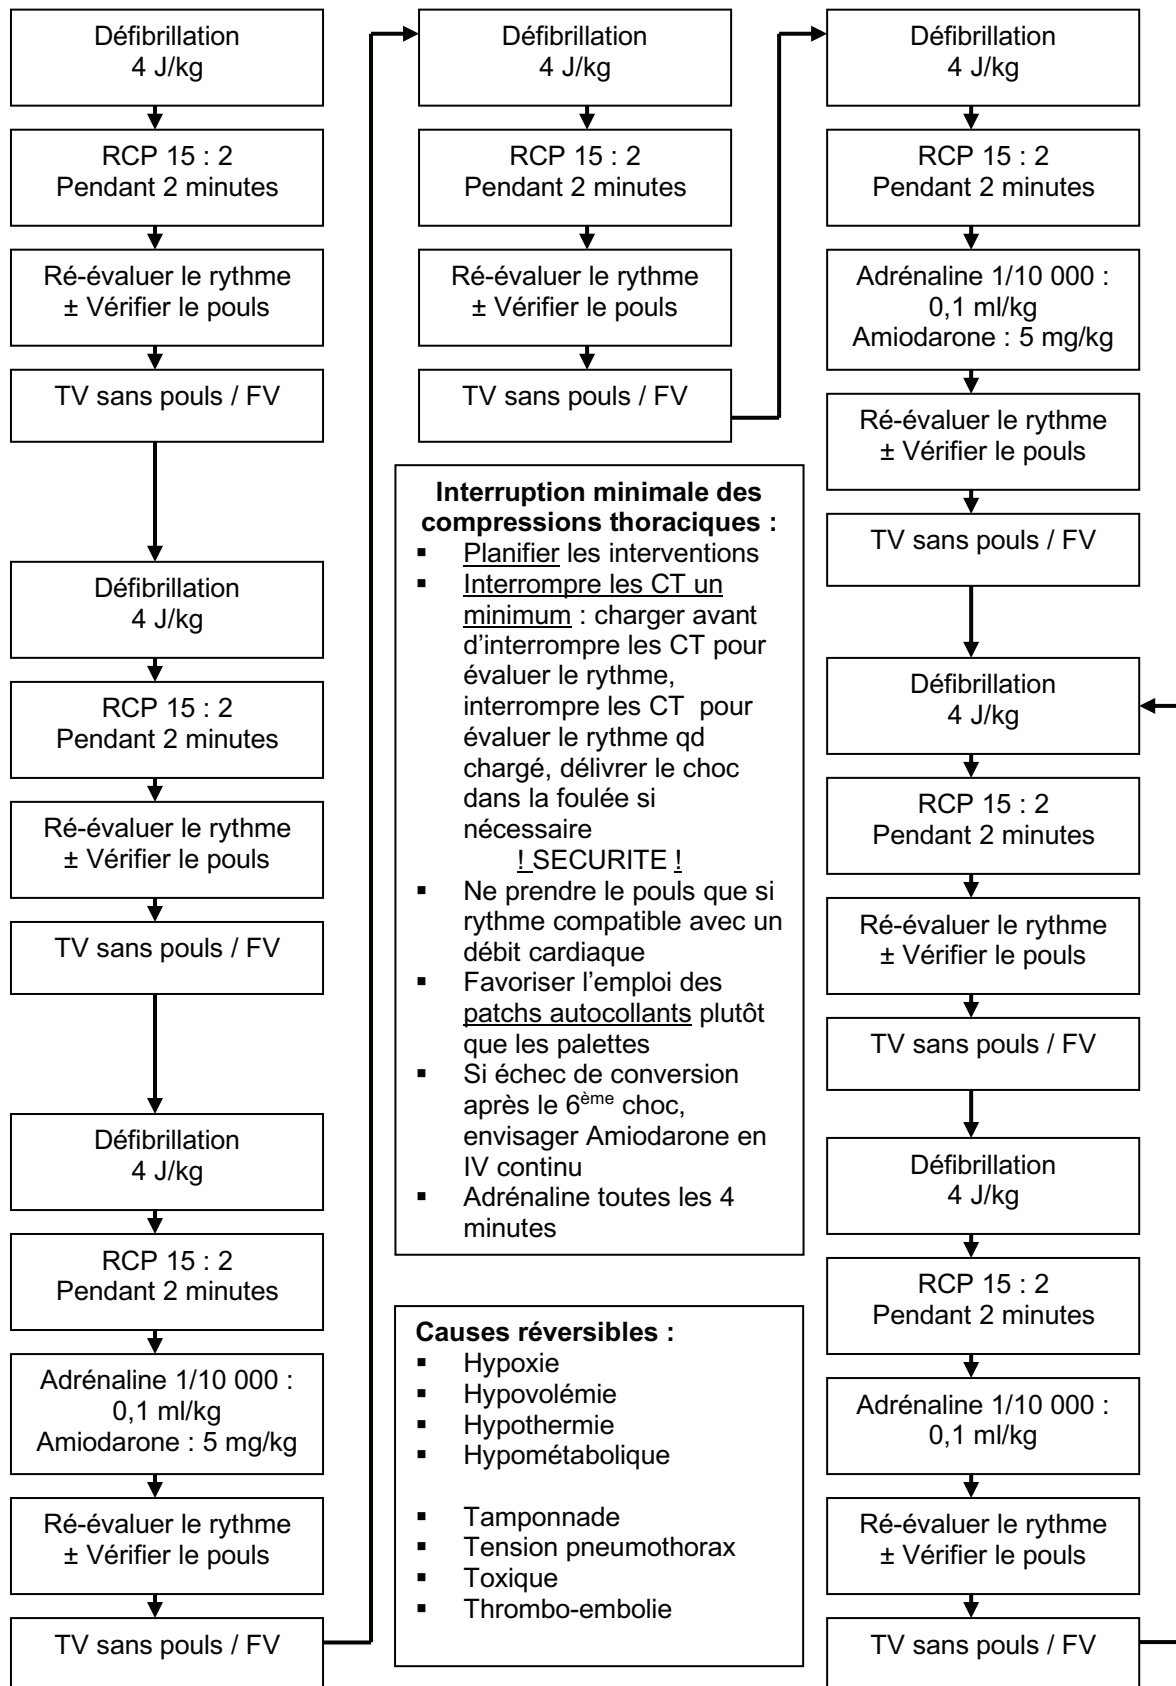 Défibrillation
4 J/kg
RCP 15 : 2
Pendant 2 minutes
Ré-évaluer le rythme
± Vérifier le pouls
TV sans pouls / FV
Défibrillation
4 J/kg
RCP 15 : 2
Pendant 2 minutes
Ré-évaluer le rythme
± Vérifier le pouls
TV sans pouls / FV
Défibrillation
4 J/kg
RCP 15 : 2
Pendant 2 minutes
Adrénaline 1/10 000 :
0,1 ml/kg
Amiodarone : 5 mg/kg
Ré-évaluer le rythme
± Vérifier le pouls
TV sans pouls / FV
Défibrillation
4 J/kg
RCP 15 : 2
Pendant 2 minutes
Ré-évaluer le rythme
± Vérifier le pouls
TV sans pouls / FV
Interruption minimale des
compressions thoraciques :
▪ Planifier les interventions
▪ Interrompre les CT un
minimum : charger avant
d'interrompre les CT pour
évaluer le rythme,
interrompre les CT pour
évaluer le rythme qd
chargé, délivrer le choc
dans la foulée si
nécessaire
! SECURITE !
▪ Ne prendre le pouls que si
rythme compatible avec un
débit cardiaque
▪ Favoriser l'emploi des
patchs autocollants plutôt
que les palettes
▪ Si échec de conversion
après le 6ème choc,
envisager Amiodarone en
IV continu
▪ Adrénaline toutes les 4
minutes
Causes réversibles :
▪ Hypoxie
▪ Hypovolémie
▪ Hypothermie
▪ Hypométabolique
▪ Tamponnade
▪ Tension pneumothorax
▪ Toxique
▪ Thrombo-embolie
Défibrillation
4 J/kg
RCP 15 : 2
Pendant 2 minutes
Adrénaline 1/10 000 :
0,1 ml/kg
Amiodarone : 5 mg/kg
Ré-évaluer le rythme
± Vérifier le pouls
TV sans pouls / FV
Défibrillation
4 J/kg
RCP 15 : 2
Pendant 2 minutes
Ré-évaluer le rythme
± Vérifier le pouls
TV sans pouls / FV
Défibrillation
4 J/kg
RCP 15 : 2
Pendant 2 minutes
Adrénaline 1/10 000 :
0,1 ml/kg
Ré-évaluer le rythme
± Vérifier le pouls
TV sans pouls / FV